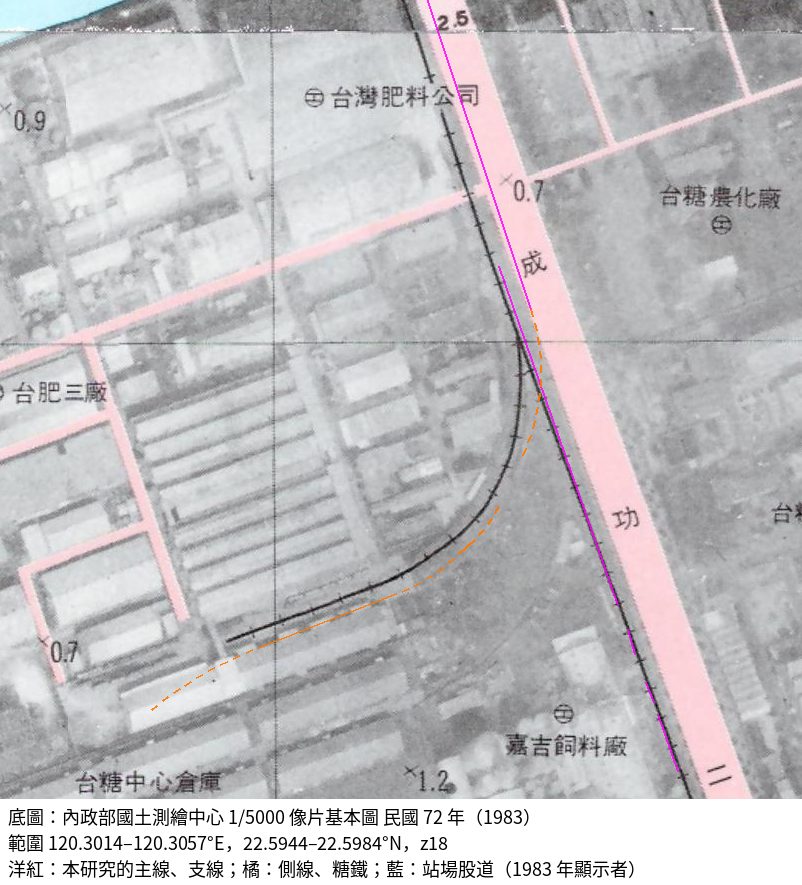 2.5
台灣肥料公司
0.9
0.7
台糖農化廠
成
台肥三廠
功
台糖
0.7
嘉吉飼料廠
二
台糖中心倉庫
1.2
底圖：內政部國土測繪中心 1/5000 像片基本圖 民國 72 年（1983）
範圍 120.3014–120.3057°E，22.5944–22.5984°N，z18
洋紅：本研究的主線、支線；橘：側線、糖鐵；藍：站場股道（1983 年顯示者）